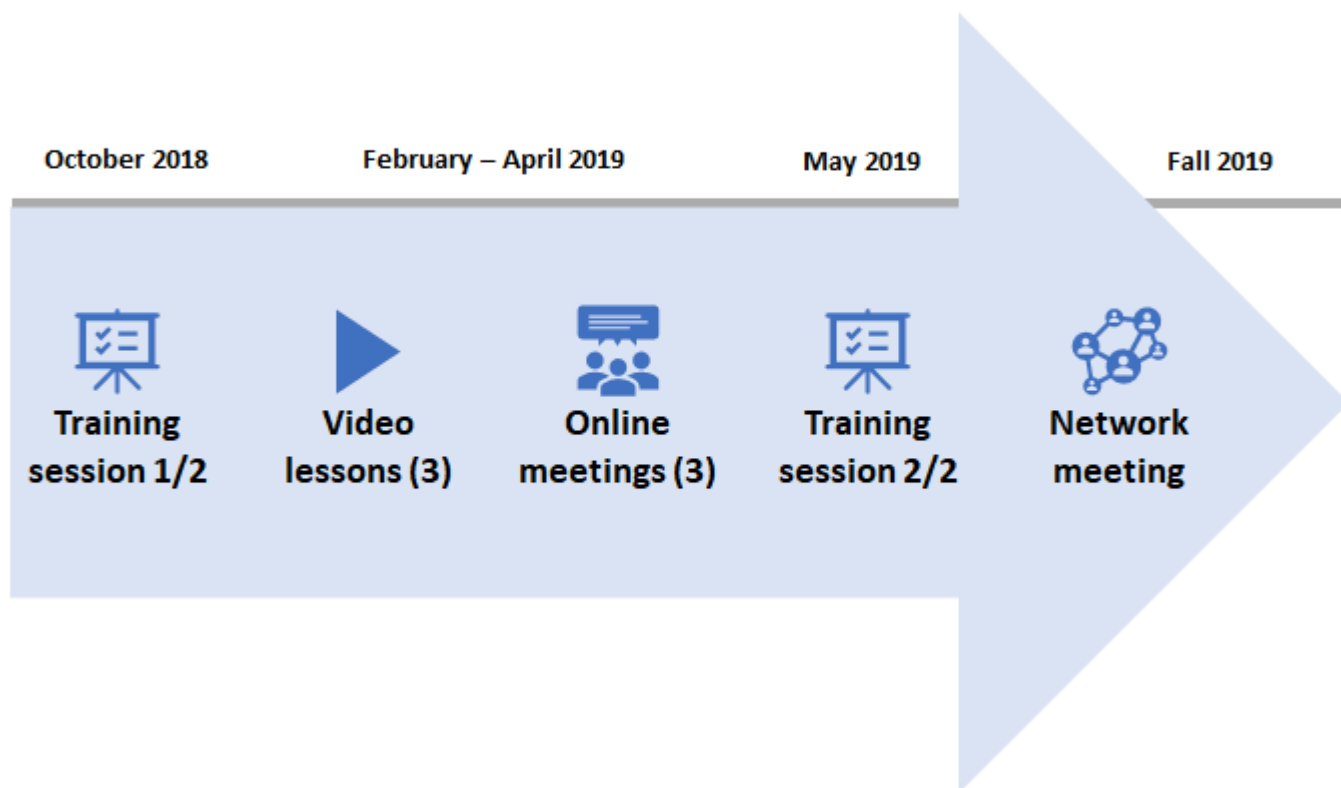 October 2018
February – April 2019
May 2019
Fall 2019
Training
session 1/2
Video
lessons (3)
Online
meetings (3)
Training
session 2/2
Network
meeting